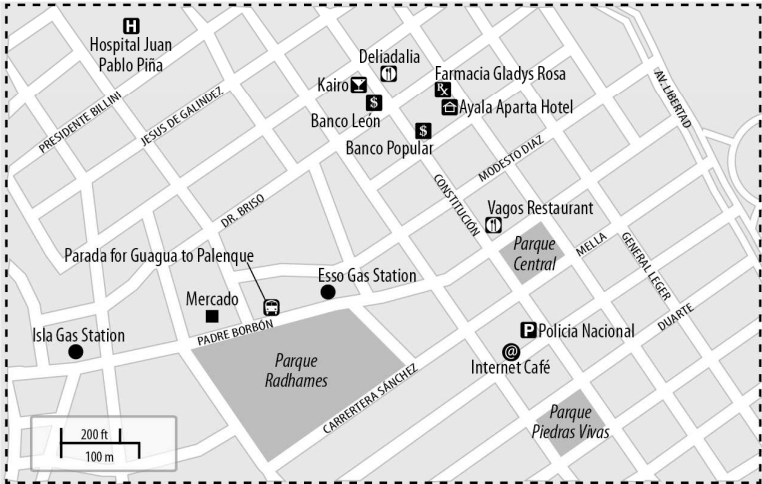 H
Hospital Juan
Pablo Piña
Deliadalia
Kairo
Farmacia Gladys Rosa
Rx
$
Banco León
Ayala Aparta Hotel
$
Banco Popular
AV. LIBERTAD
PRESIDENTE BILLINI
JESUS DE GALINDEZ
MODESTO DIAZ
CONSTITUCIÓN
DR. BRISO
Vagos Restaurant
Parque
Central
MELLA
GENERAL LEGER
DUARTE
Parada for Guagua to Palenque
Esso Gas Station
Mercado
Isla Gas Station
PADRE BORBÓN
P
Policia Nacional
@
Internet Café
Parque
Radhames
CARRERTERA SÁNCHEZ
Parque
Piedras Vivas
200 ft
100 m